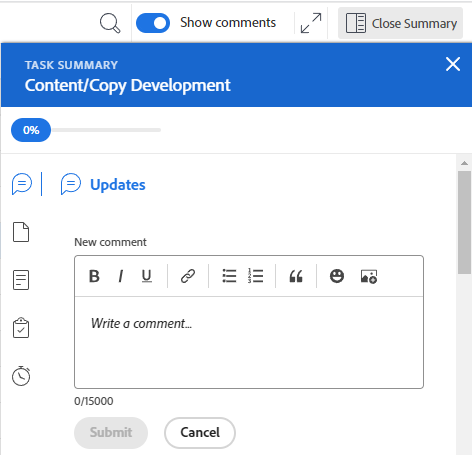 Show comments
Close Summary
TASK SUMMARY
Content/Copy Development
0%
Updates
New comment
B I U
Write a comment...
0/15000
Submit Cancel